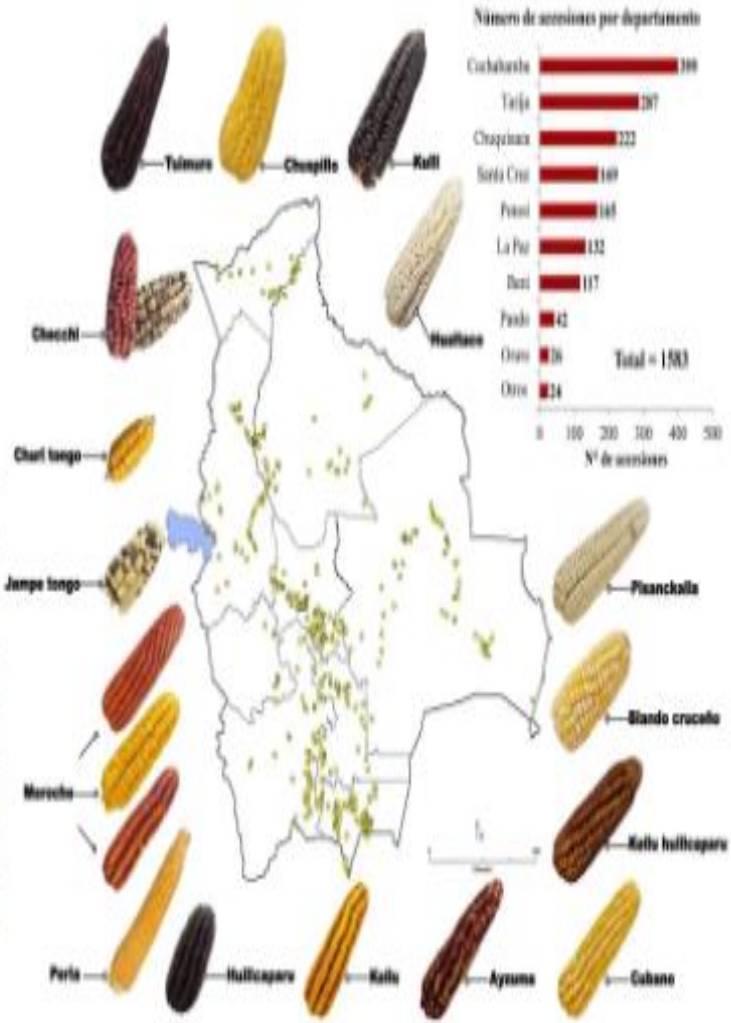 Número de accesiones por departamento
Cochabamba 399
Tarija 287
Chuquisaca 222
Santa Cruz 169
Potosí 165
La Paz 132
Beni 117
Pando 42
Oruro 26
Otros 24
Total = 1583
0 100 200 300 400 500
N° de accesiones
Tuimuro
Chuspillo
Kulli
Hualtaco
Checchi
Churi tongo
Jampe tongo
Pisanckalla
Blando cruceño
Morocho
Kellu huillcaparu
Perla
Huillcaparu
Kellu
Ayzuma
Cubano